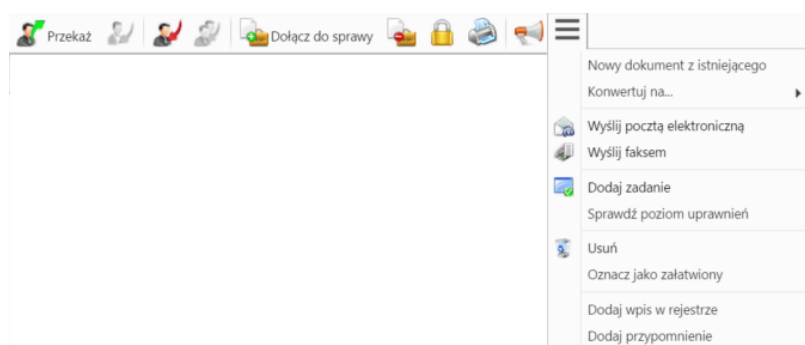 Przekaż
Dołącz do sprawy
Nowy dokument z istniejącego
Konwertuj na...
Wyślij pocztą elektroniczną
Wyślij faksem
Dodaj zadanie
Sprawdź poziom uprawnień
Usuń
Oznacz jako załatwiony
Dodaj wpis w rejestrze
Dodaj przypomnienie